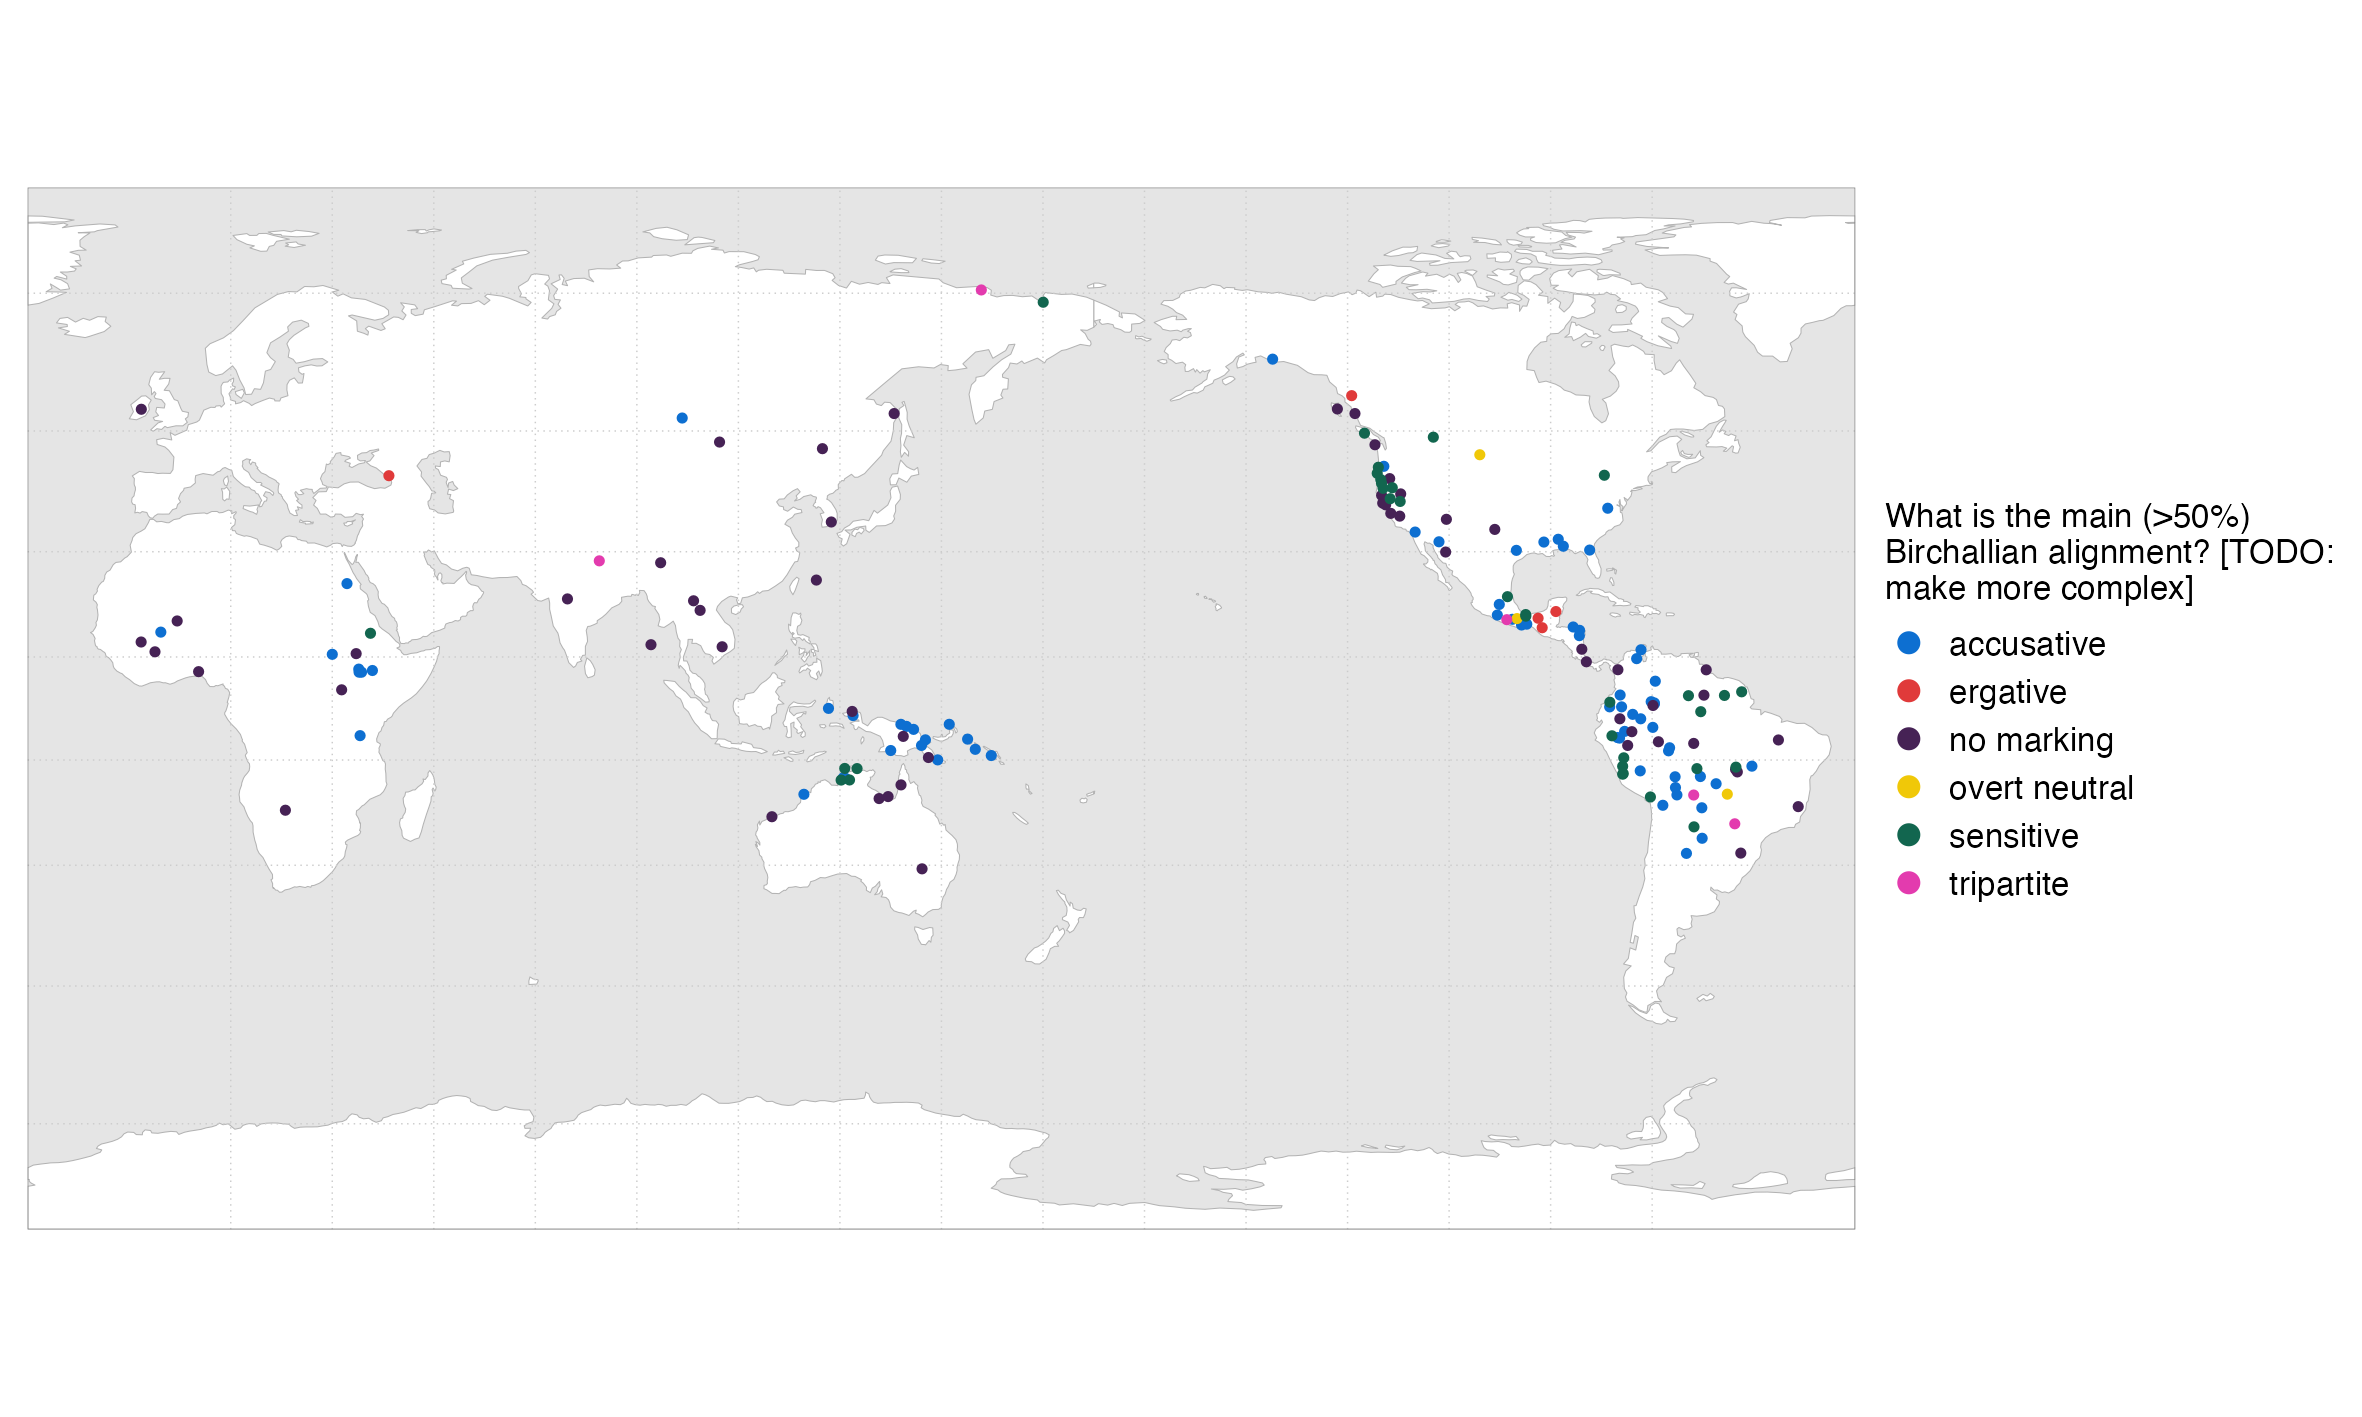 What is the main (>50%)
Birchallian alignment? [TODO:
make more complex]
accusative
ergative
no marking
overt neutral
sensitive
tripartite